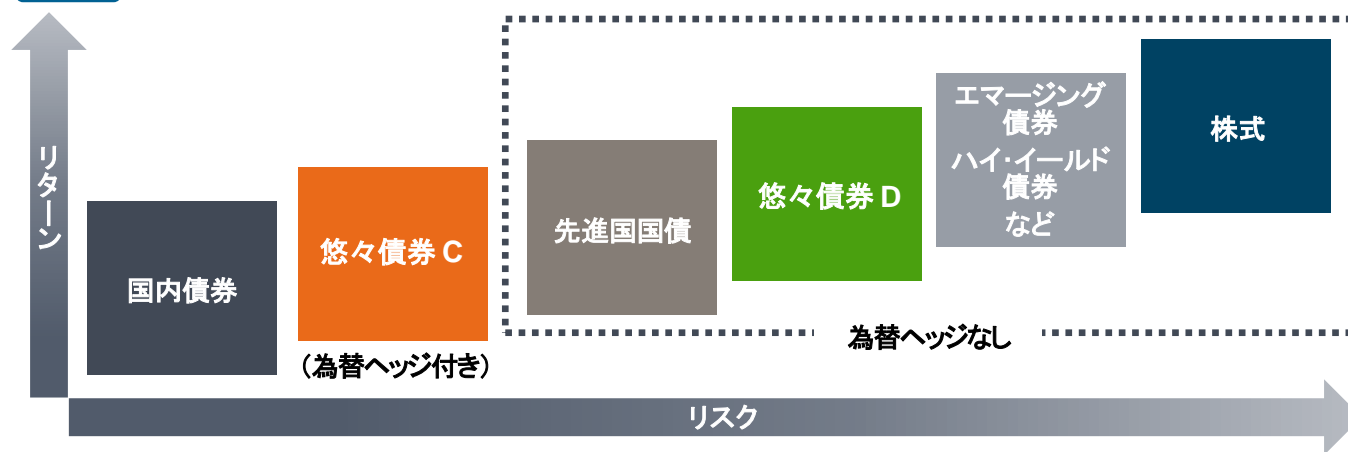 リターン
国内債券
悠々債券 C
（為替ヘッジ付き）
先進国国債
悠々債券 D
エマージング
債券
ハイ・イールド
債券
など
株式
為替ヘッジなし
リスク